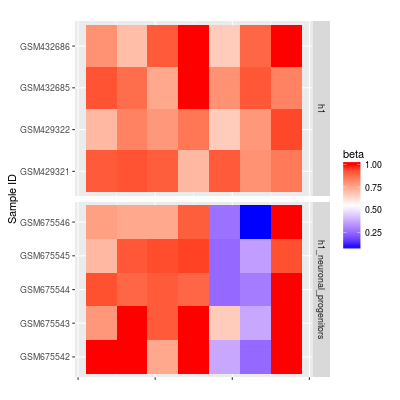 Sample ID
GSM432686
GSM432685
GSM429322
GSM429321
h1
GSM675546
GSM675545
GSM675544
GSM675543
GSM675542
h1_neuronal_progenitors
beta
1.00
0.75
0.50
0.25